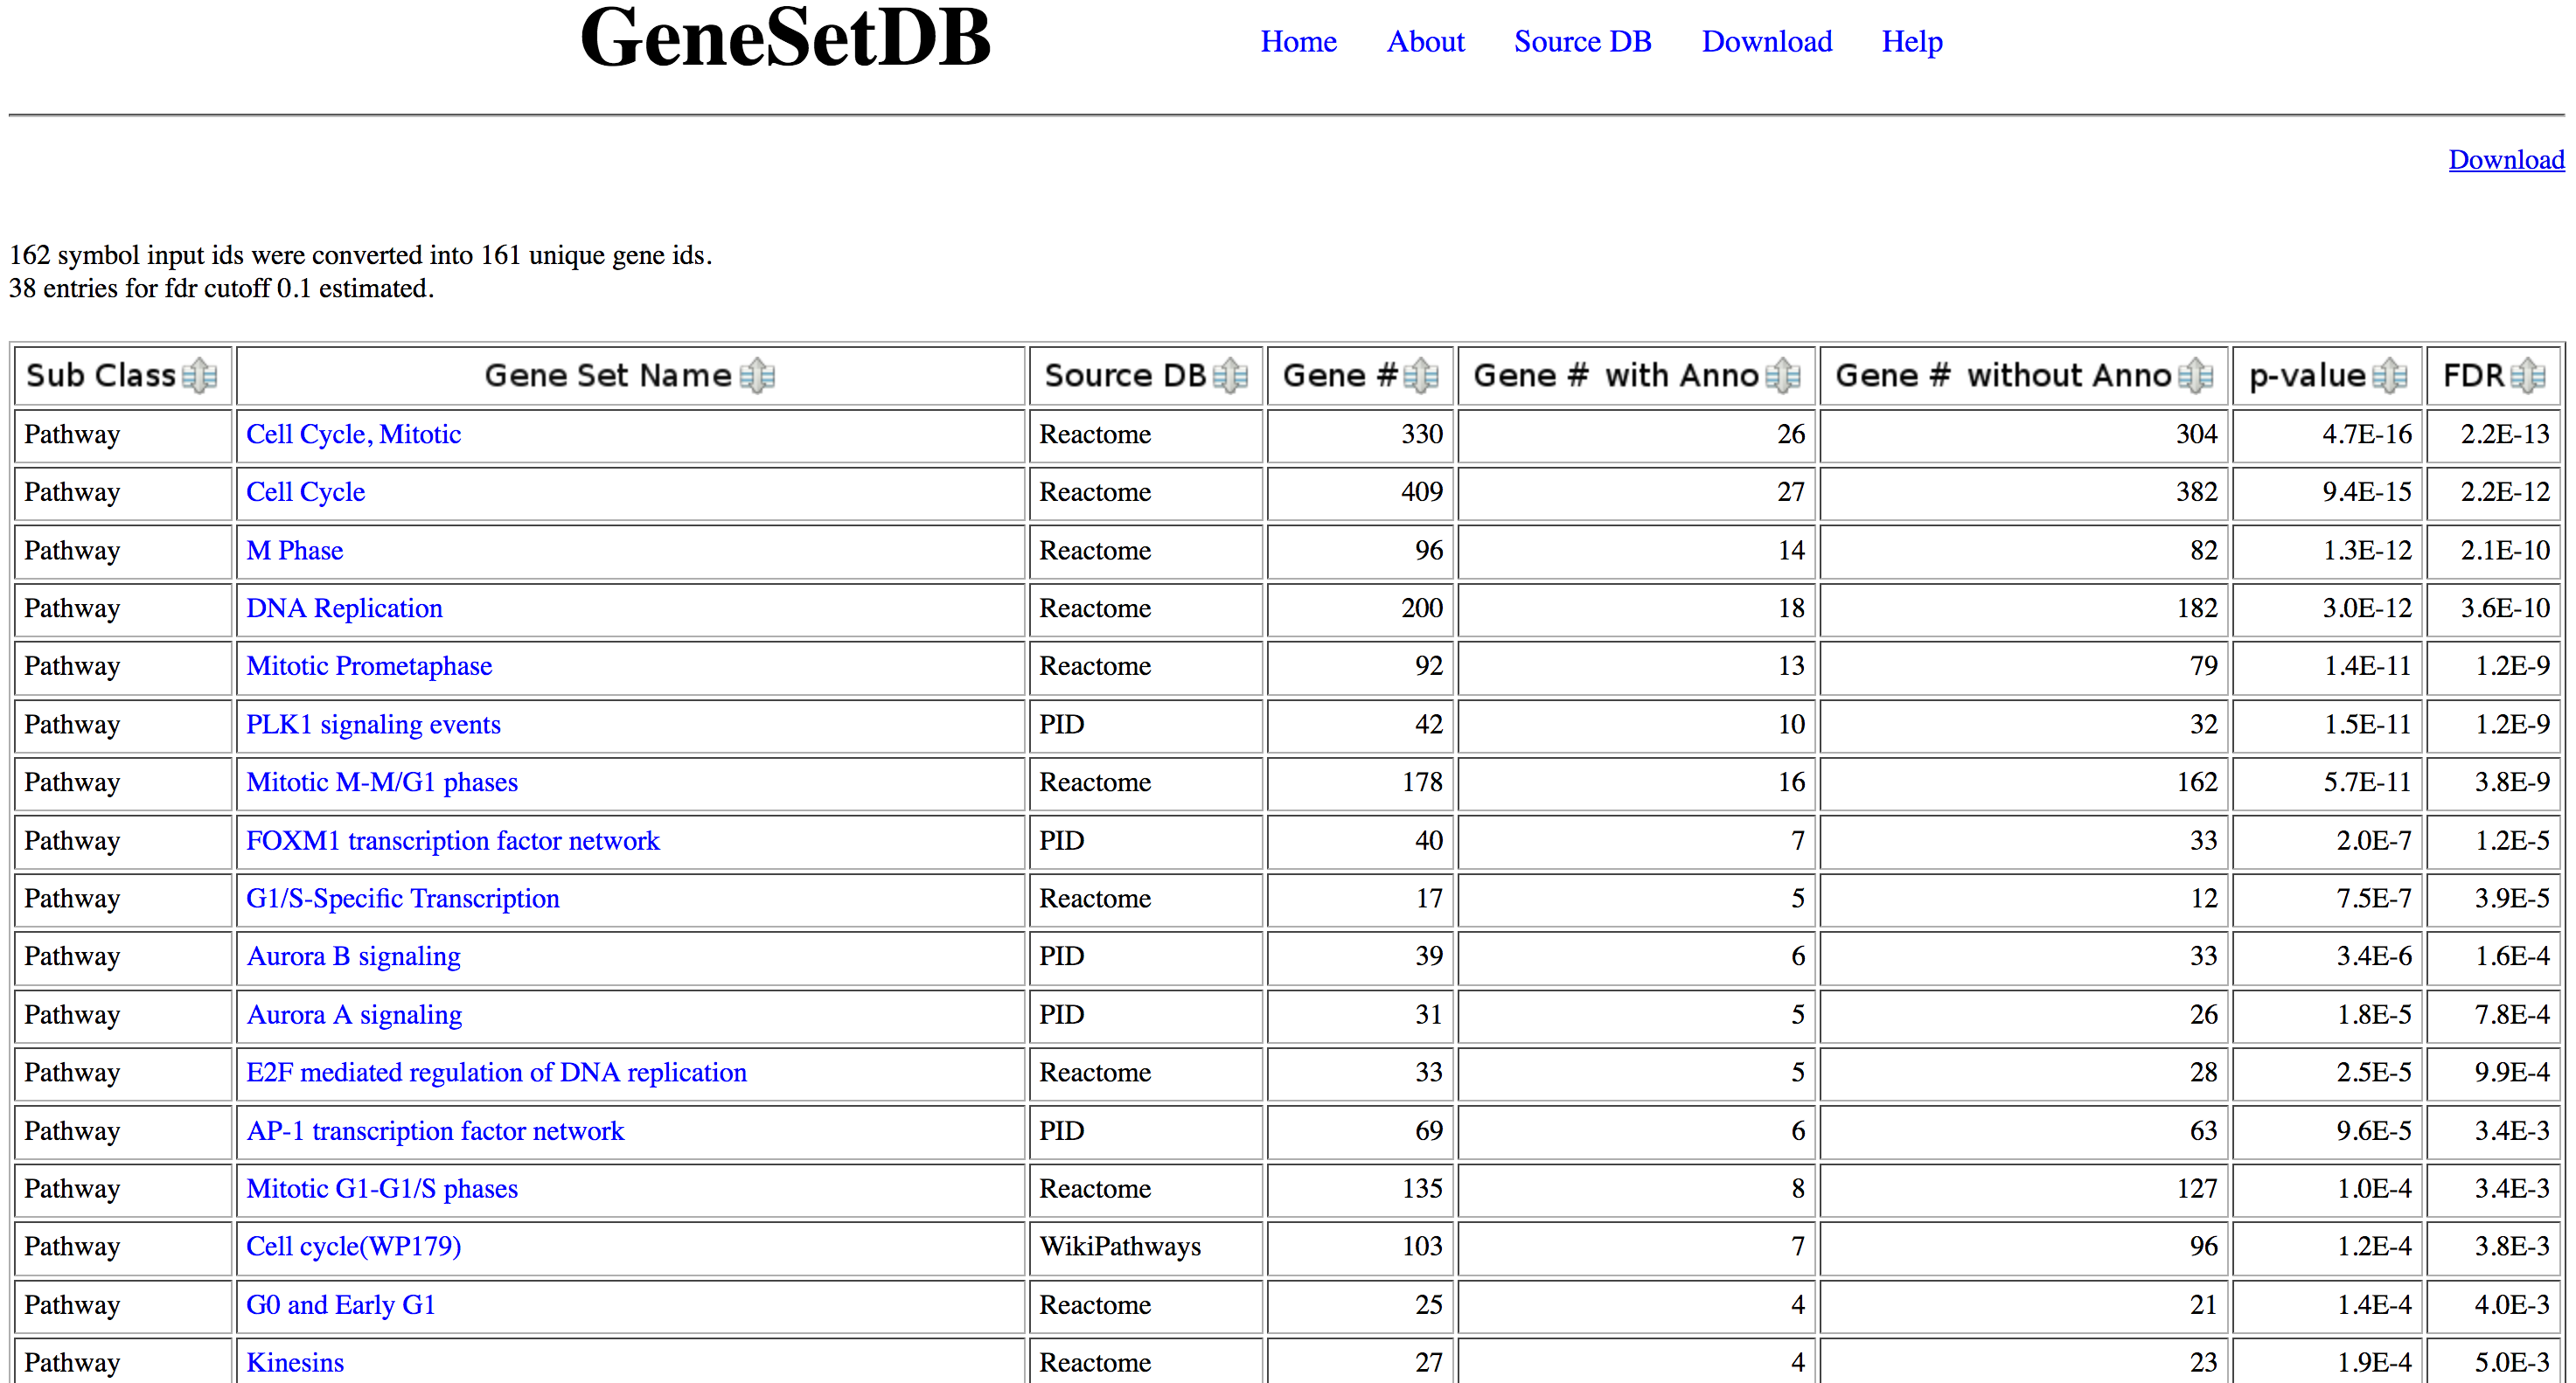 GeneSetDB Home About Source DB Download Help
Download
162 symbol input ids were converted into 161 unique gene ids.
38 entries for fdr cutoff 0.1 estimated.
Sub Class Gene Set Name Source DB Gene # Gene # with Anno Gene # without Anno p-value FDR
Pathway Cell Cycle, Mitotic Reactome 330 26 304 4.7E-16 2.2E-13
Pathway Cell Cycle Reactome 409 27 382 9.4E-15 2.2E-12
Pathway M Phase Reactome 96 14 82 1.3E-12 2.1E-10
Pathway DNA Replication Reactome 200 18 182 3.0E-12 3.6E-10
Pathway Mitotic Prometaphase Reactome 92 13 79 1.4E-11 1.2E-9
Pathway PLK1 signaling events PID 42 10 32 1.5E-11 1.2E-9
Pathway Mitotic M-M/G1 phases Reactome 178 16 162 5.7E-11 3.8E-9
Pathway FOXM1 transcription factor network PID 40 7 33 2.0E-7 1.2E-5
Pathway G1/S-Specific Transcription Reactome 17 5 12 7.5E-7 3.9E-5
Pathway Aurora B signaling PID 39 6 33 3.4E-6 1.6E-4
Pathway Aurora A signaling PID 31 5 26 1.8E-5 7.8E-4
Pathway E2F mediated regulation of DNA replication Reactome 33 5 28 2.5E-5 9.9E-4
Pathway AP-1 transcription factor network PID 69 6 63 9.6E-5 3.4E-3
Pathway Mitotic G1-G1/S phases Reactome 135 8 127 1.0E-4 3.4E-3
Pathway Cell cycle(WP179) WikiPathways 103 7 96 1.2E-4 3.8E-3
Pathway G0 and Early G1 Reactome 25 4 21 1.4E-4 4.0E-3
Pathway Kinesins Reactome 27 4 23 1.9E-4 5.0E-3